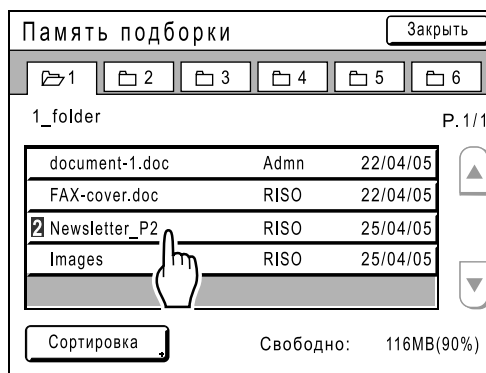 Память подборки Закрыть
1 2 3 4 5 6
1_folder P.1/1
document-1.doc Admn 22/04/05
FAX-cover.doc RISO 22/04/05
2 Newsletter_P2 RISO 25/04/05
Images RISO 25/04/05
Сортировка Свободно: 116MB(90%)